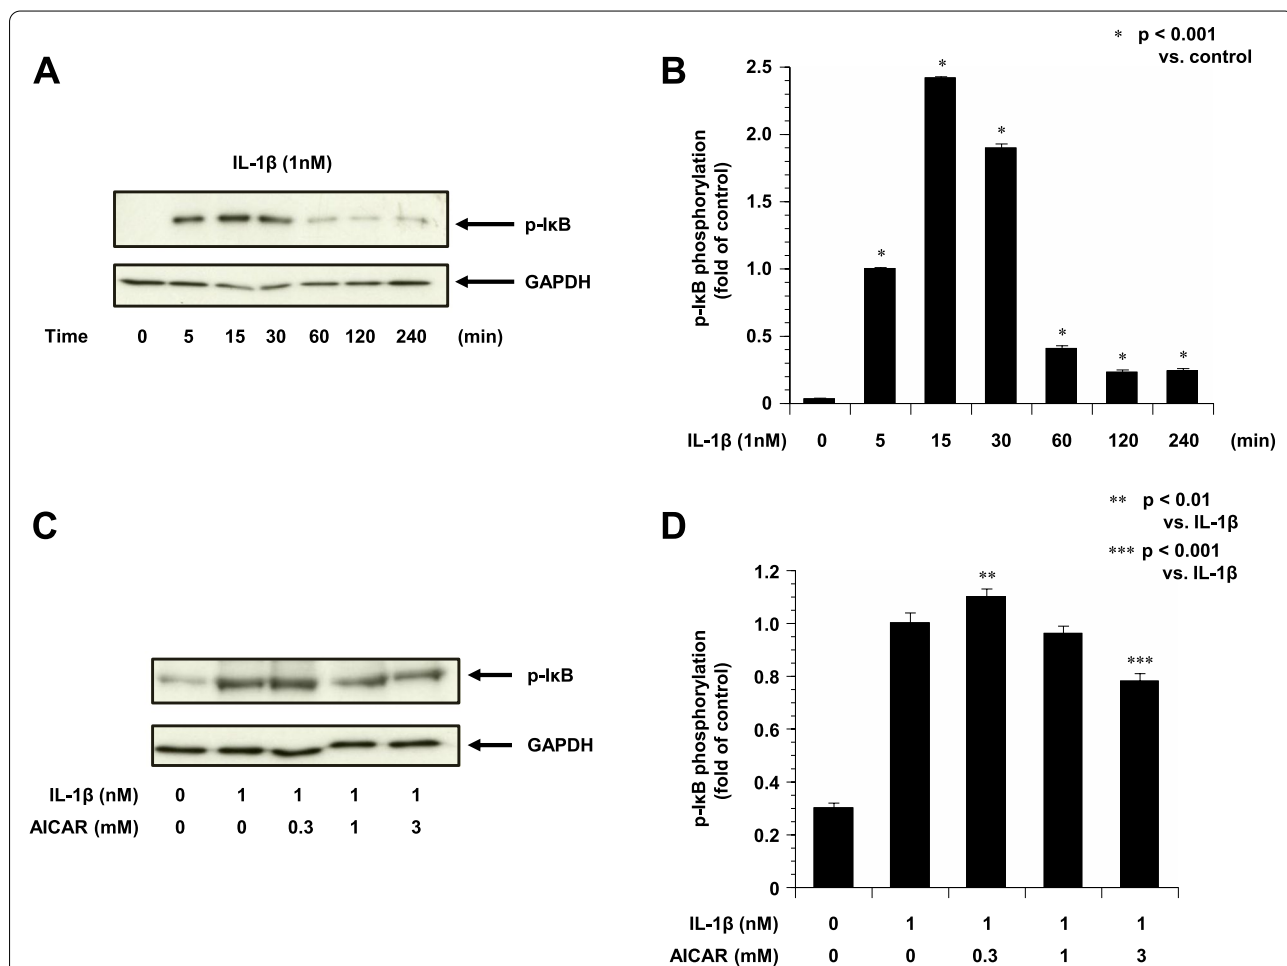 A
IL-1β (1nM)
p-IκB
GAPDH
Time 0 5 15 30 60 120 240 (min)
B
* p < 0.001
vs. control
p-IκB phosphorylation
(fold of control)
2.5
2.0
1.0
0.5
0
*
*
*
*
*
*
IL-1β (1nM) 0 5 15 30 60 120 240 (min)
C
p-IκB
GAPDH
IL-1β (nM) 0 1 1 1 1
AICAR (mM) 0 0 0.3 1 3
D
** p < 0.01
vs. IL-1β
*** p < 0.001
vs. IL-1β
p-IκB phosphorylation
(fold of control)
1.2
1.0
0.8
0.6
0.4
0.2
0
**
***
IL-1β (nM) 0 1 1 1 1
AICAR (mM) 0 0 0.3 1 3